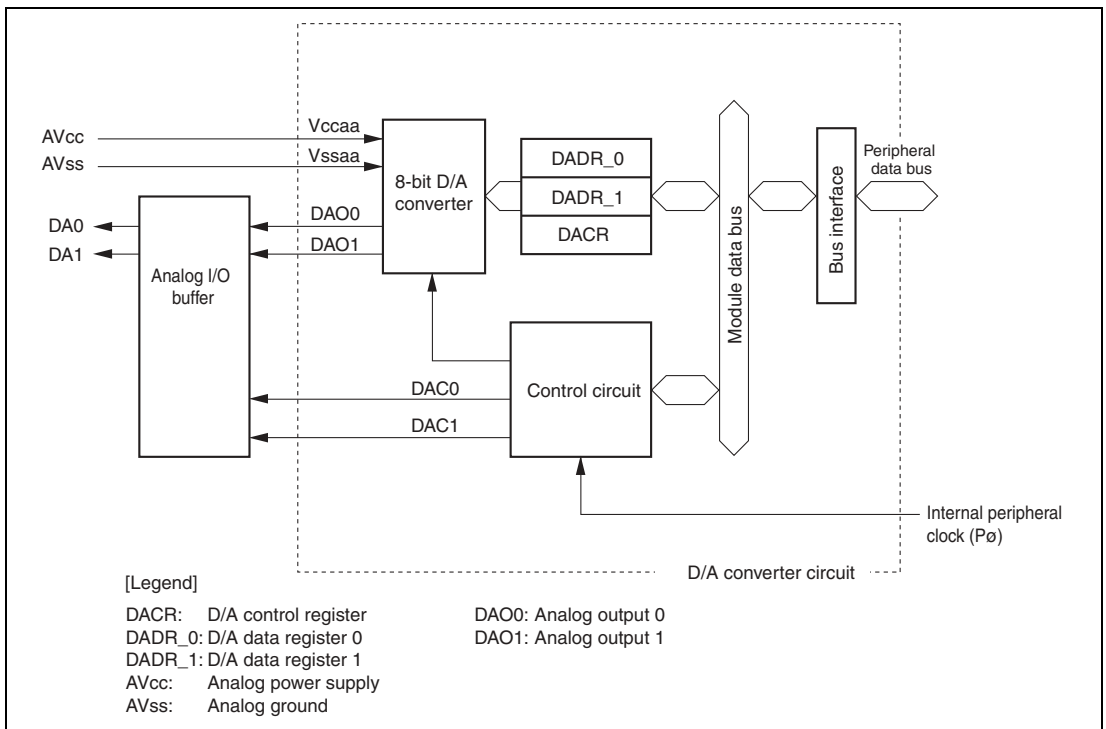 AVcc
AVss
Vccaa
Vssaa
8-bit D/A
converter
DADR_0
DADR_1
DACR
Module data bus
Bus interface
Peripheral
data bus
DA0
DA1
DAO0
DAO1
Analog I/O
buffer
DAC0
DAC1
Control circuit
Internal peripheral
clock (Pø)
D/A converter circuit
[Legend]
DACR: D/A control register
DADR_0: D/A data register 0
DADR_1: D/A data register 1
AVcc: Analog power supply
AVss: Analog ground
DAO0: Analog output 0
DAO1: Analog output 1